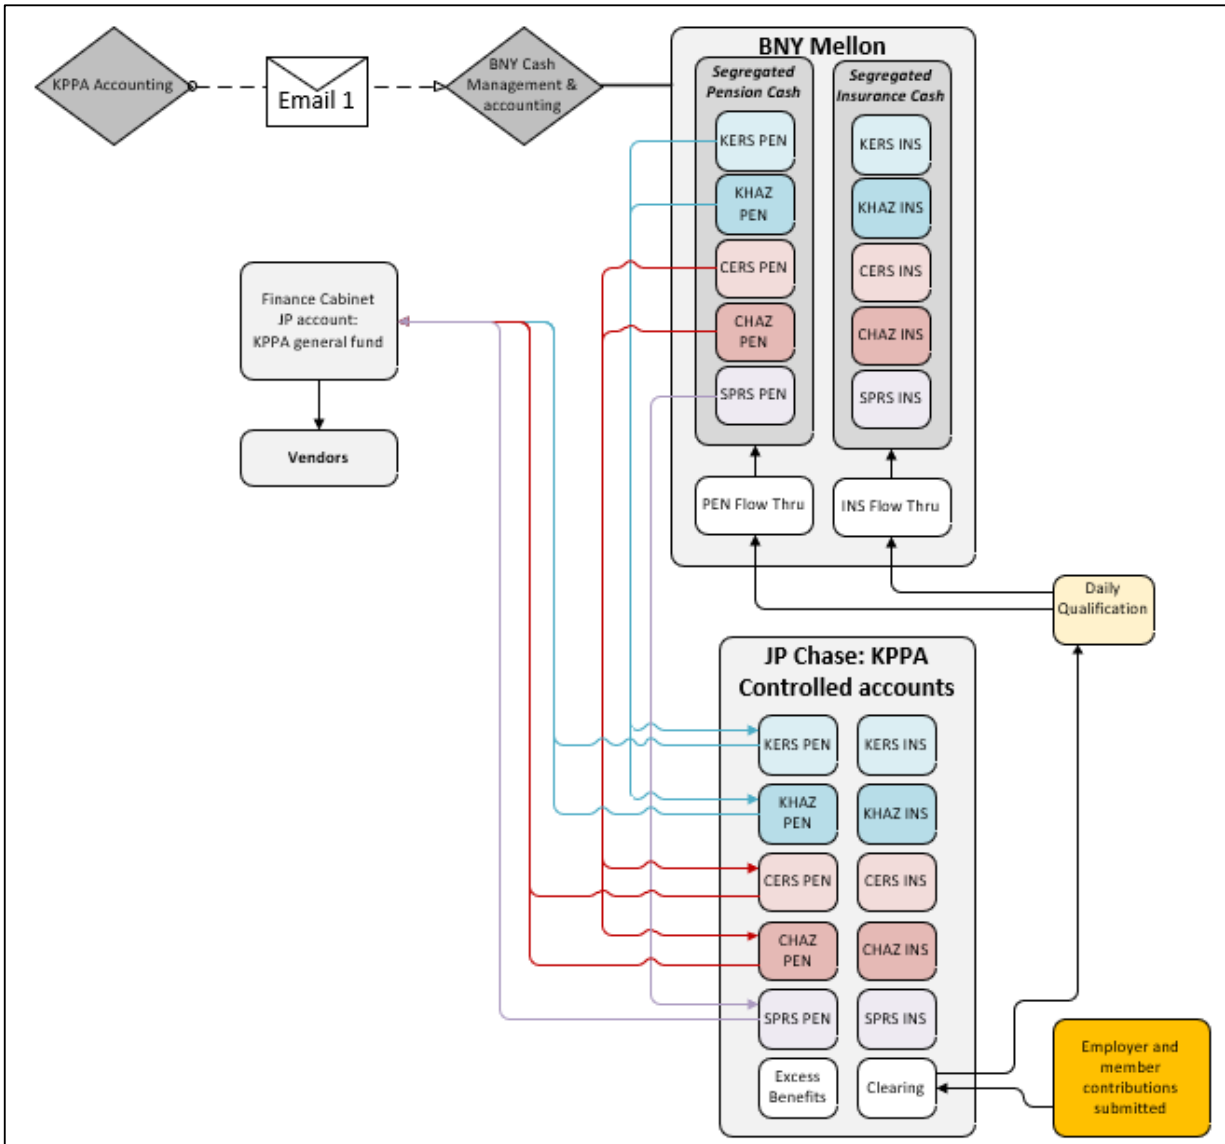 KPPA Accounting
Email 1
BNY Cash
Management &
accounting
BNY Mellon
Segregated
Pension Cash
Segregated
Insurance Cash
KERS PEN
KERS INS
KHAZ
PEN
KHAZ INS
CERS PEN
CERS INS
CHAZ
PEN
CHAZ INS
SPRS PEN
SPRS INS
PEN Flow Thru
INS Flow Thru
Finance Cabinet
JP account:
KPPA general fund
Vendors
Daily
Qualification
JP Chase: KPPA
Controlled accounts
KERS PEN
KERS INS
KHAZ
PEN
KHAZ INS
CERS PEN
CERS INS
CHAZ
PEN
CHAZ INS
SPRS PEN
SPRS INS
Excess
Benefits
Clearing
Employer and
member
contributions
submitted